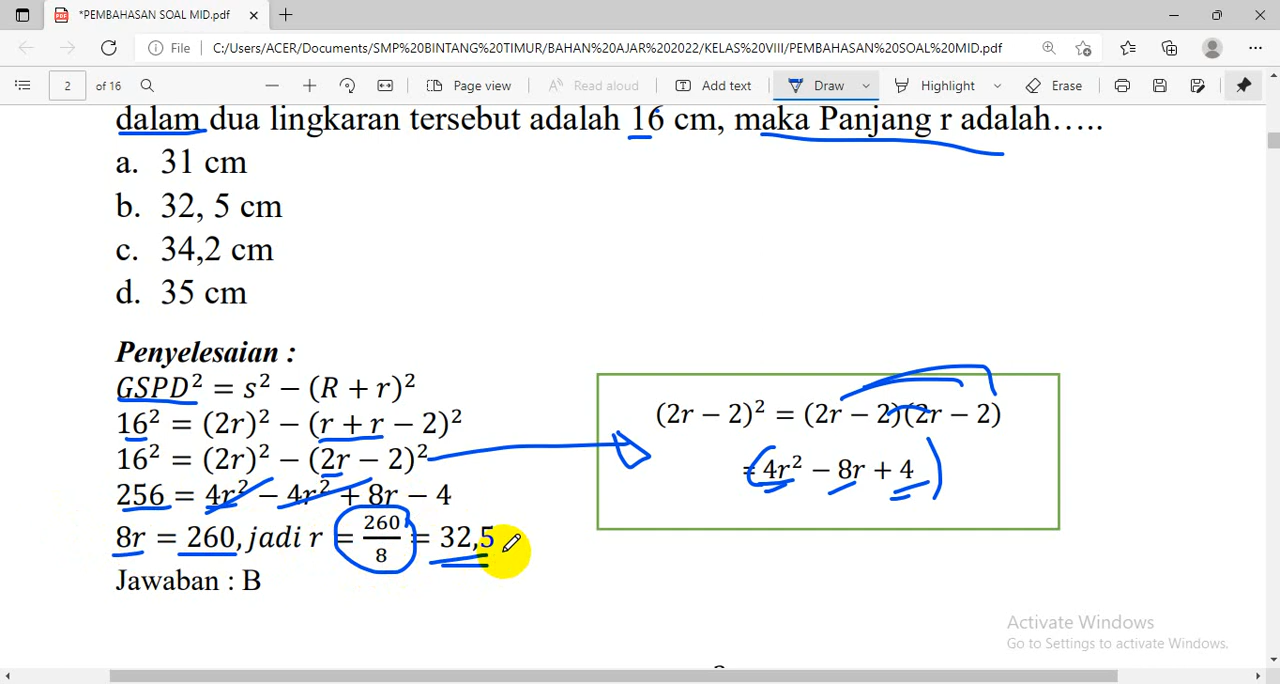 *PEMBAHASAN SOAL MID.pdf
File C:/Users/ACER/Documents/SMP%20BINTANG%20TIMUR/BAHAN%20AJAR%202022/KELAS%20VIII/PEMBAHASAN%20SOAL%20MID.pdf
2 of 16 Page view Read aloud Add text Draw Highlight Erase
dalam dua lingkaran tersebut adalah 16 cm, maka Panjang r adalah.....
a. 31 cm
b. 32, 5 cm
c. 34,2 cm
d. 35 cm
Penyelesaian :
GSPD² = s² − (R + r)²
16² = (2r)² − (r + r − 2)²
16² = (2r)² − (2r − 2)²
256 = 4r² − 4r² + 8r − 4
8r = 260, jadi r = 260/8 = 32,5
Jawaban : B
(2r − 2)² = (2r − 2)(2r − 2)
= 4r² − 8r + 4
Activate Windows
Go to Settings to activate Windows.